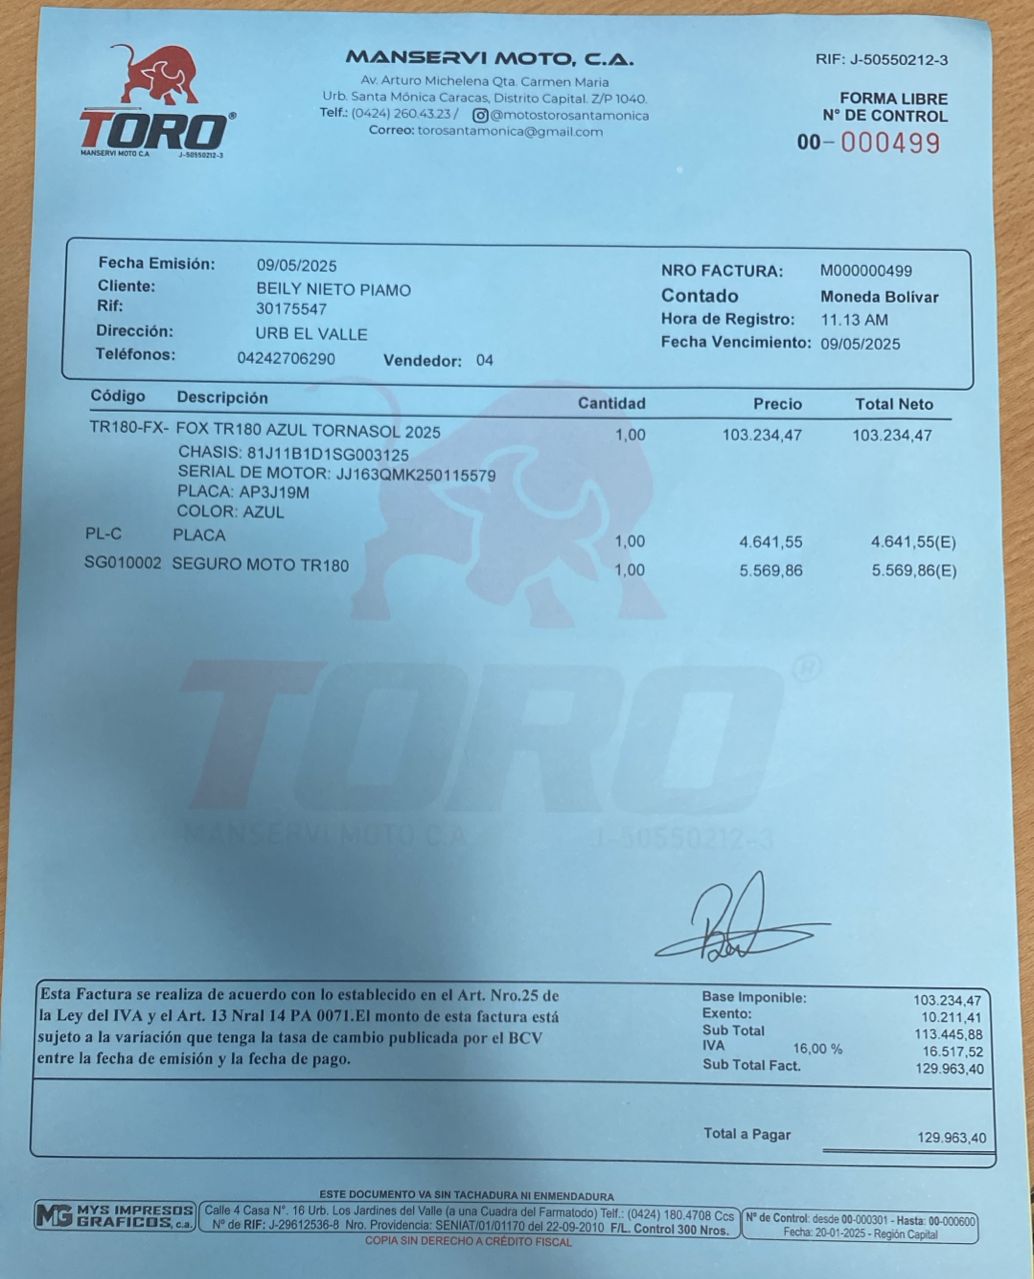 TORO®
MANSERVI MOTO C.A J-50550212-3
MANSERVI MOTO, C.A.
Av. Arturo Michelena Qta. Carmen Maria
Urb. Santa Mónica Caracas, Distrito Capital. Z/P 1040.
Telf.: (0424) 260.43.23 / @motostorosantamonica
Correo: torosantamonica@gmail.com
RIF: J-50550212-3
FORMA LIBRE
N° DE CONTROL
00-000499
Fecha Emisión: 09/05/2025
Cliente: BEILY NIETO PIAMO
Rif: 30175547
Dirección: URB EL VALLE
Teléfonos: 04242706290 Vendedor: 04
NRO FACTURA: M000000499
Contado Moneda Bolívar
Hora de Registro: 11.13 AM
Fecha Vencimiento: 09/05/2025
Código Descripción Cantidad Precio Total Neto
TR180-FX- FOX TR180 AZUL TORNASOL 2025 1,00 103.234,47 103.234,47
CHASIS: 81J11B1D1SG003125
SERIAL DE MOTOR: JJ163QMK250115579
PLACA: AP3J19M
COLOR: AZUL
PL-C PLACA 1,00 4.641,55 4.641,55(E)
SG010002 SEGURO MOTO TR180 1,00 5.569,86 5.569,86(E)
TORO®
MANSERVI MOTO C.A J-50550212-3
Esta Factura se realiza de acuerdo con lo establecido en el Art. Nro.25 de
la Ley del IVA y el Art. 13 Nral 14 PA 0071.El monto de esta factura está
sujeto a la variación que tenga la tasa de cambio publicada por el BCV
entre la fecha de emisión y la fecha de pago.
Base Imponible: 103.234,47
Exento: 10.211,41
Sub Total 113.445,88
IVA 16,00 % 16.517,52
Sub Total Fact. 129.963,40
Total a Pagar 129.963,40
ESTE DOCUMENTO VA SIN TACHADURA NI ENMENDADURA
MG MYS IMPRESOS
GRAFICOS, c.a.
Calle 4 Casa N°. 16 Urb. Los Jardines del Valle (a una Cuadra del Farmatodo) Telf.: (0424) 180.4708 Ccs
N° de RIF: J-29612536-8 Nro. Providencia: SENIAT/01/01170 del 22-09-2010 F/L. Control 300 Nros.
N° de Control: desde 00-000301 - Hasta: 00-000600
Fecha: 20-01-2025 - Región Capital
COPIA SIN DERECHO A CRÉDITO FISCAL